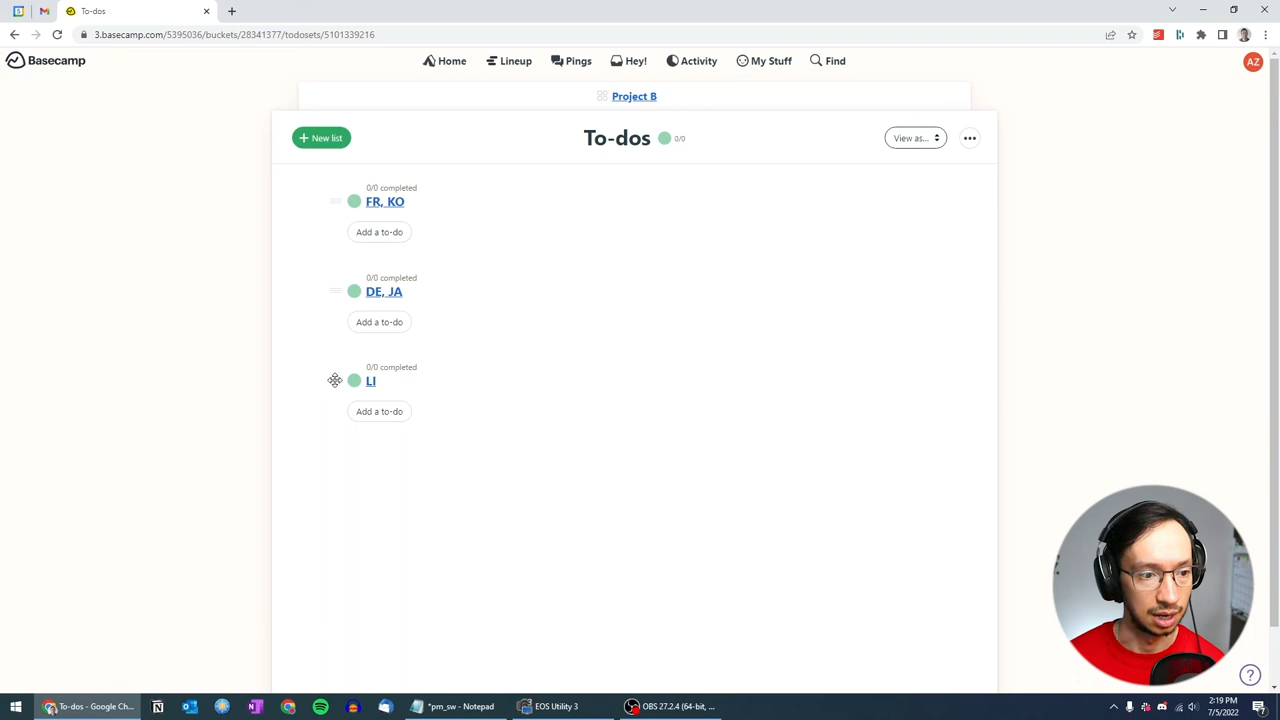 To-dos
3.basecamp.com/5395036/buckets/28341377/todosets/5101339216
Basecamp
Home
Lineup
Pings
Hey!
Activity
My Stuff
Find
AZ
Project B
New list
To-dos
0/0
View as...
0/0 completed
FR, KO
Add a to-do
0/0 completed
DE, JA
Add a to-do
0/0 completed
LI
Add a to-do
?
To-dos - Google Ch...
*pm_sw - Notepad
EOS Utility 3
OBS 27.2.4 (64-bit, ...
2:19 PM
7/5/2022